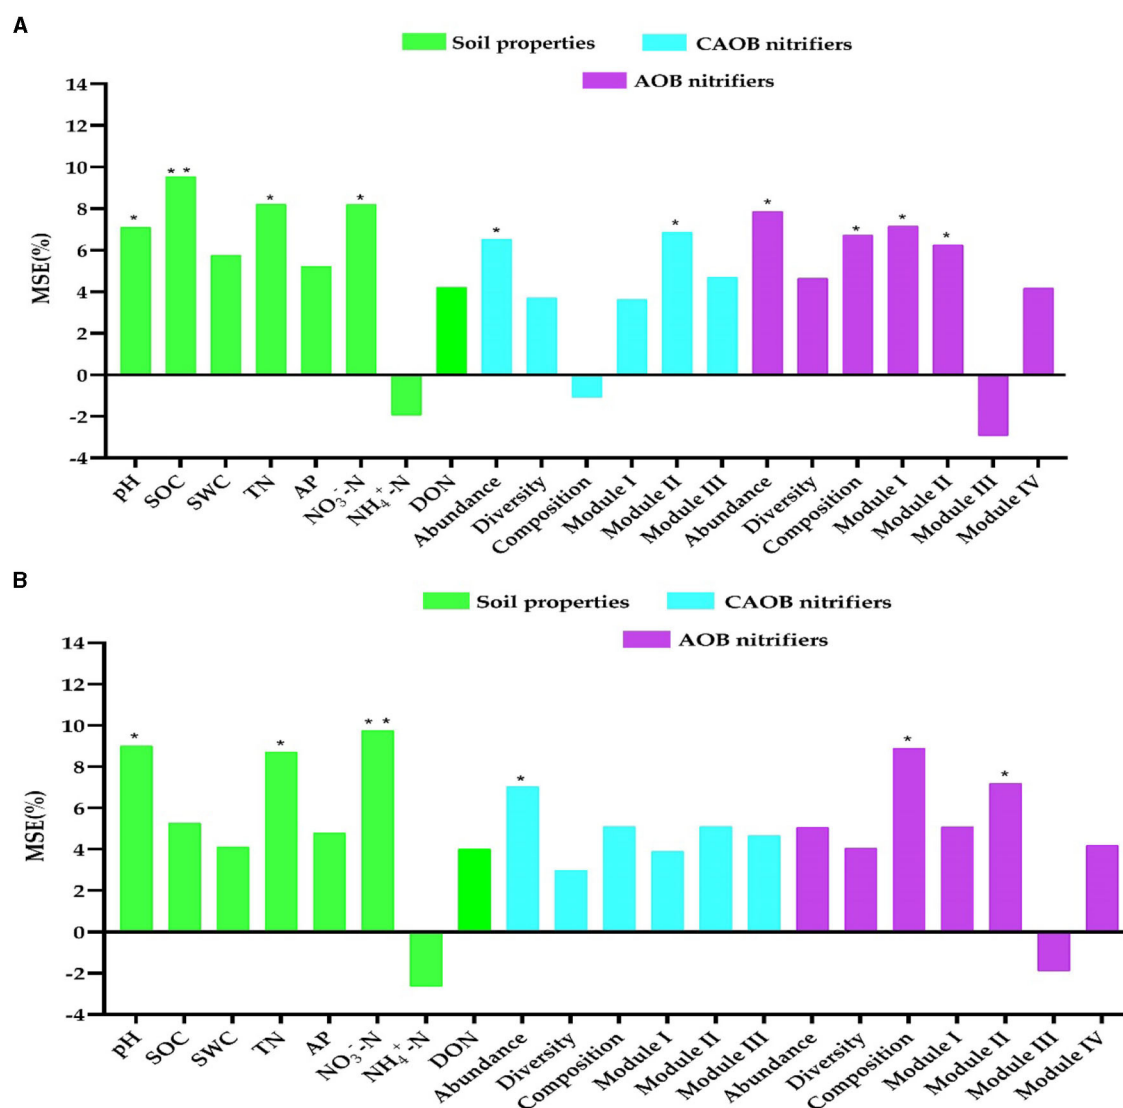 A
Soil properties CAOB nitrifiers
AOB nitrifiers
MSE(%)
14
12
10
8
6
4
2
0
-2
-4
* ** * * * * * * * *
pH SOC SWC TN AP NO₃⁻-N NH₄⁺-N DON Abundance Diversity Composition Module I Module II Module III Abundance Diversity Composition Module I Module II Module III Module IV
B
Soil properties CAOB nitrifiers
AOB nitrifiers
MSE(%)
14
12
10
8
6
4
2
0
-2
-4
* * ** * * *
pH SOC SWC TN AP NO₃⁻-N NH₄⁺-N DON Abundance Diversity Composition Module I Module II Module III Abundance Diversity Composition Module I Module II Module III Module IV